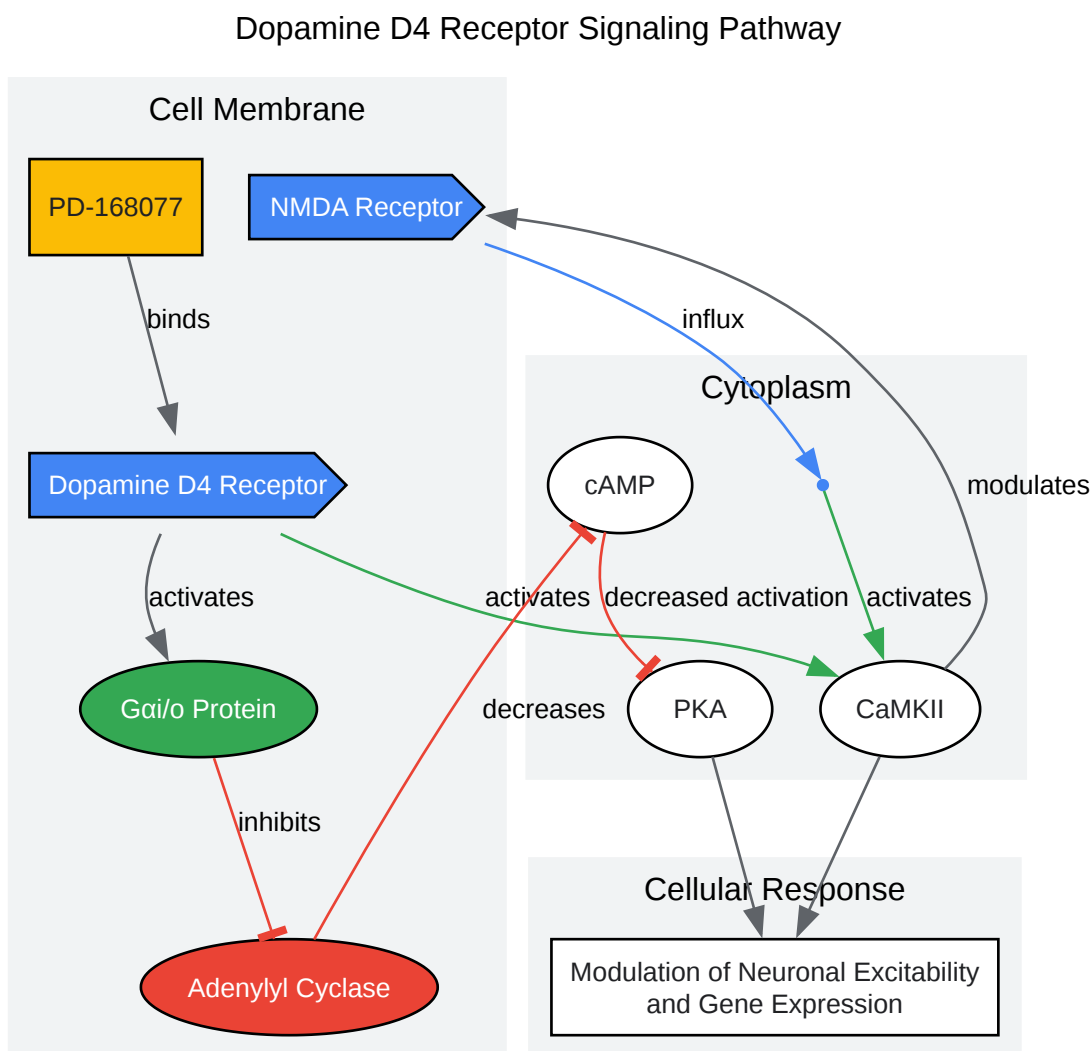 Dopamine D4 Receptor Signaling Pathway
Cell Membrane
PD-168077
NMDA Receptor
binds
influx
Cytoplasm
cAMP
Dopamine D4 Receptor
modulates
activates
activates
decreased activation
activates
Gαi/o Protein
decreases
PKA
CaMKII
inhibits
Cellular Response
Adenylyl Cyclase
Modulation of Neuronal Excitability
and Gene Expression